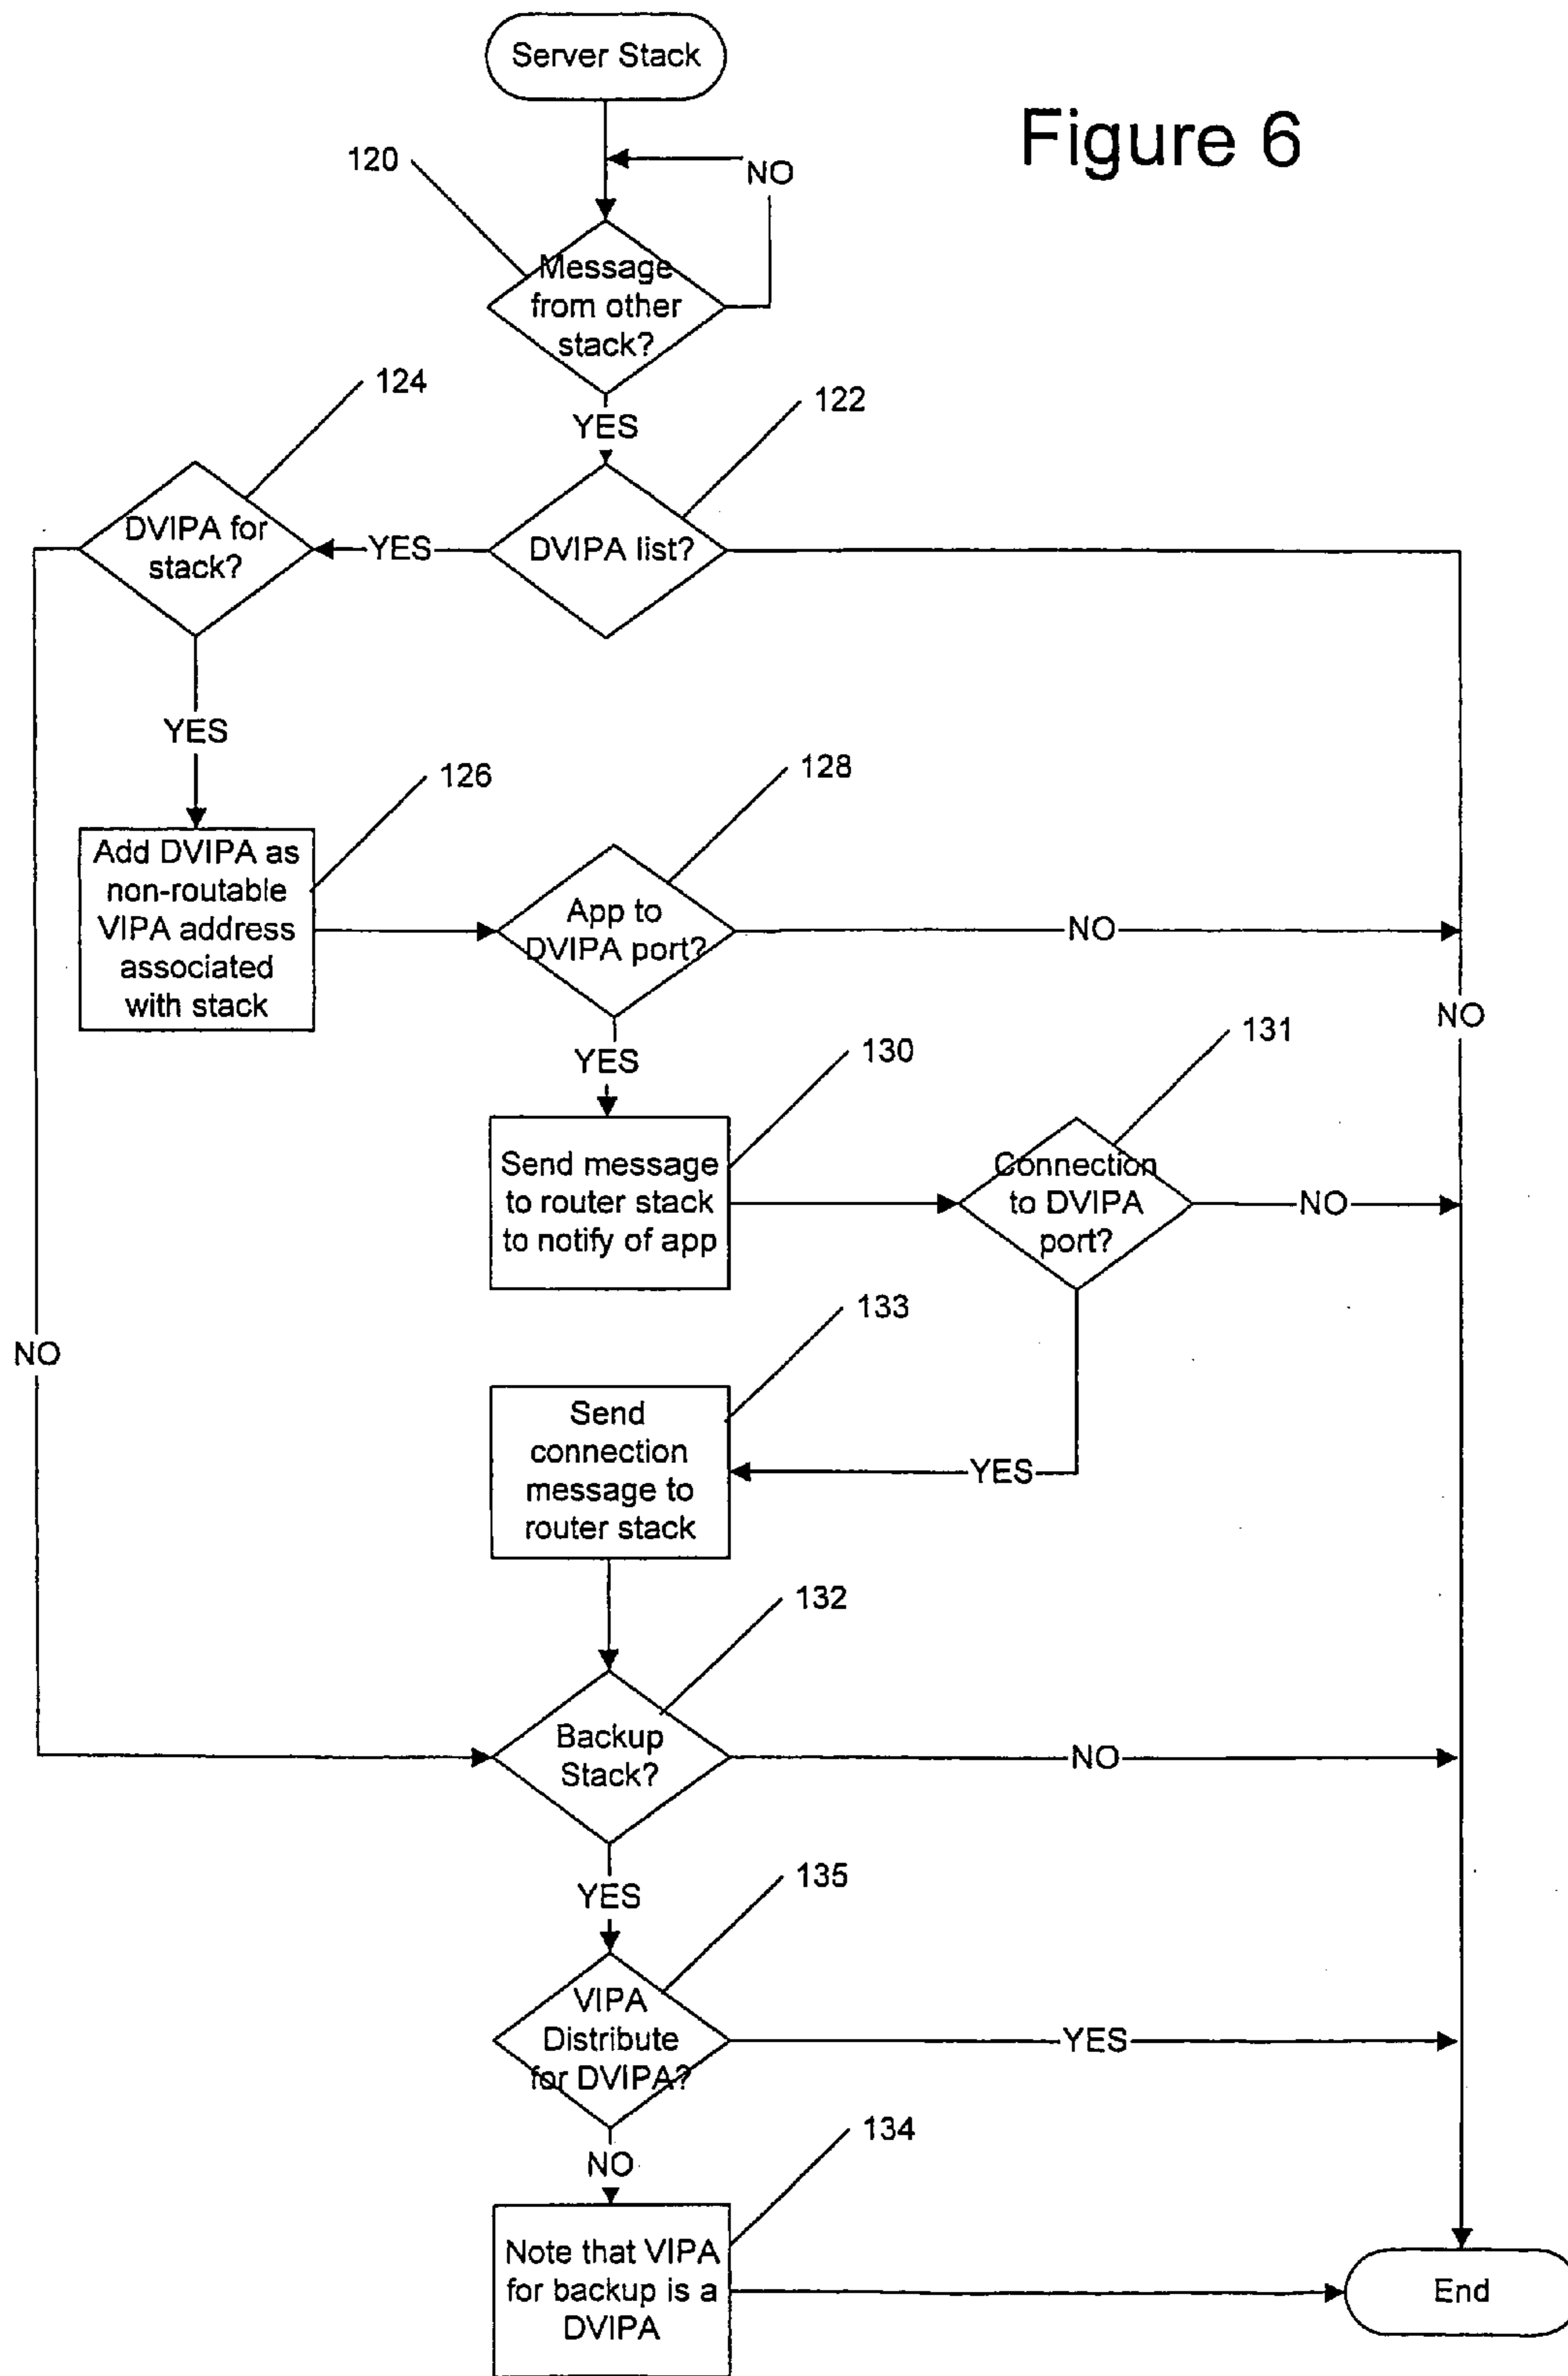 Server Stack
Figure 6
120
NO
Message
from other
stack?
124
YES
122
DVIPA for
stack?
YES
DVIPA list?
YES
126
128
Add DVIPA as
non-routable
VIPA address
associated
with stack
App to
DVIPA port?
NO
NO
YES
130
131
Send message
to router stack
to notify of app
Connection
to DVIPA
port?
NO
133
NO
Send
connection
message to
router stack
YES
132
Backup
Stack?
NO
YES
135
VIPA
Distribute
for DVIPA?
YES
NO
134
Note that VIPA
for backup is a
DVIPA
End